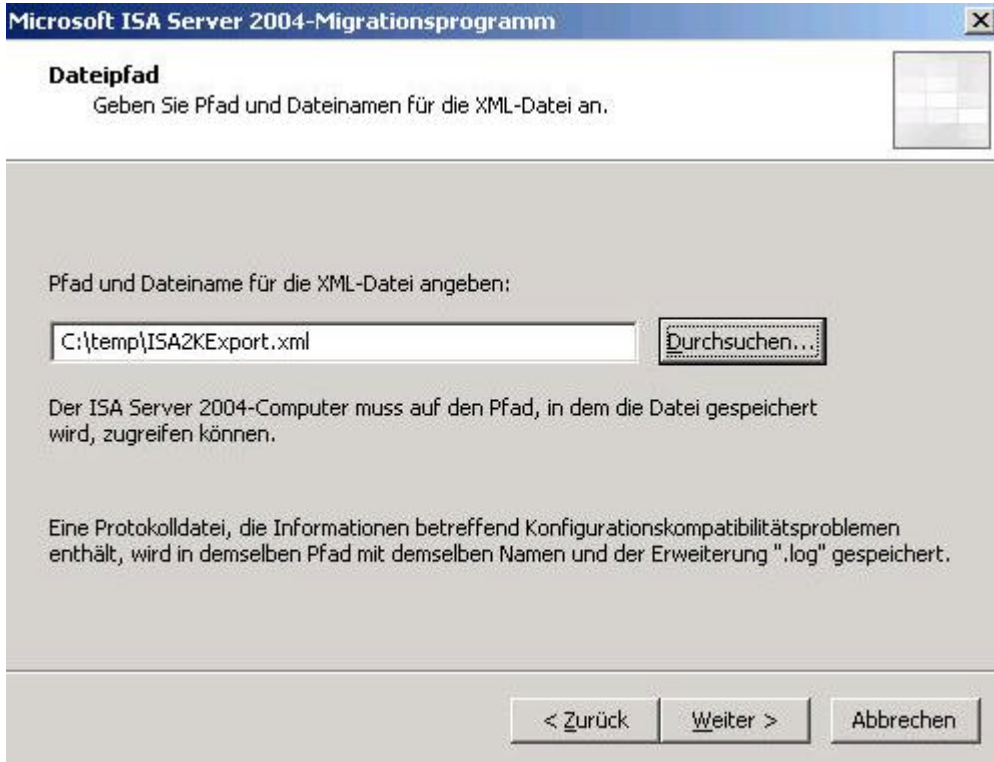 Microsoft ISA Server 2004-Migrationsprogramm
Dateipfad
Geben Sie Pfad und Dateinamen für die XML-Datei an.
Pfad und Dateiname für die XML-Datei angeben:
C:\temp\ISA2KExport.xml
Durchsuchen...
Der ISA Server 2004-Computer muss auf den Pfad, in dem die Datei gespeichert
wird, zugreifen können.
Eine Protokolldatei, die Informationen betreffend Konfigurationskompatibilitätsproblemen
enthält, wird in demselben Pfad mit demselben Namen und der Erweiterung ".log" gespeichert.
< Zurück
Weiter >
Abbrechen